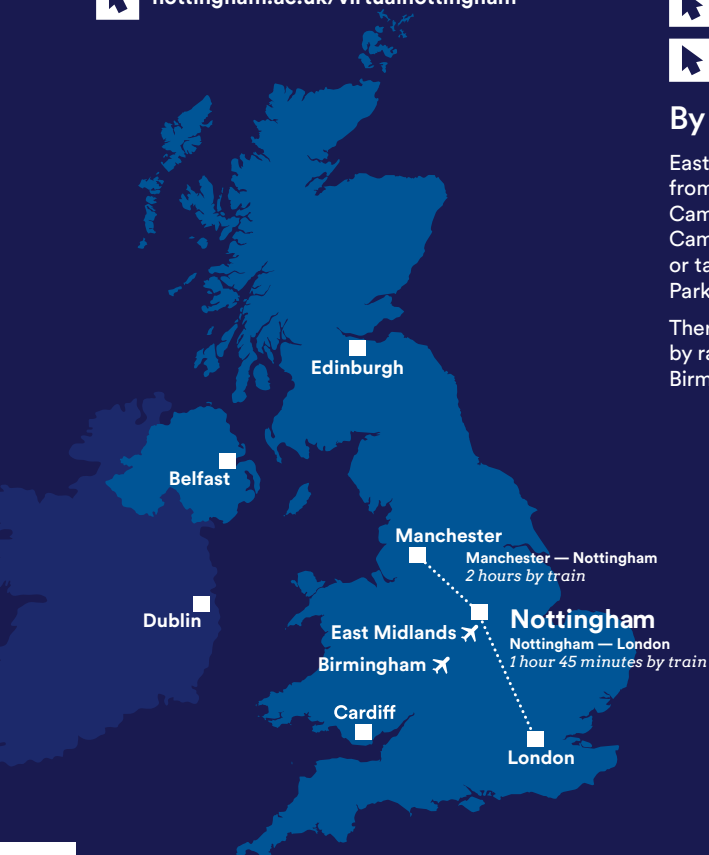 nottingham.ac.uk/virtualnottingham
Edinburgh
Belfast
Manchester
Manchester — Nottingham
2 hours by train
Dublin
Nottingham
East Midlands
Nottingham — London
1 hour 45 minutes by train
Birmingham
Cardiff
London
By
East
from
Cam
Cam
or ta
Park
Ther
by ra
Birm